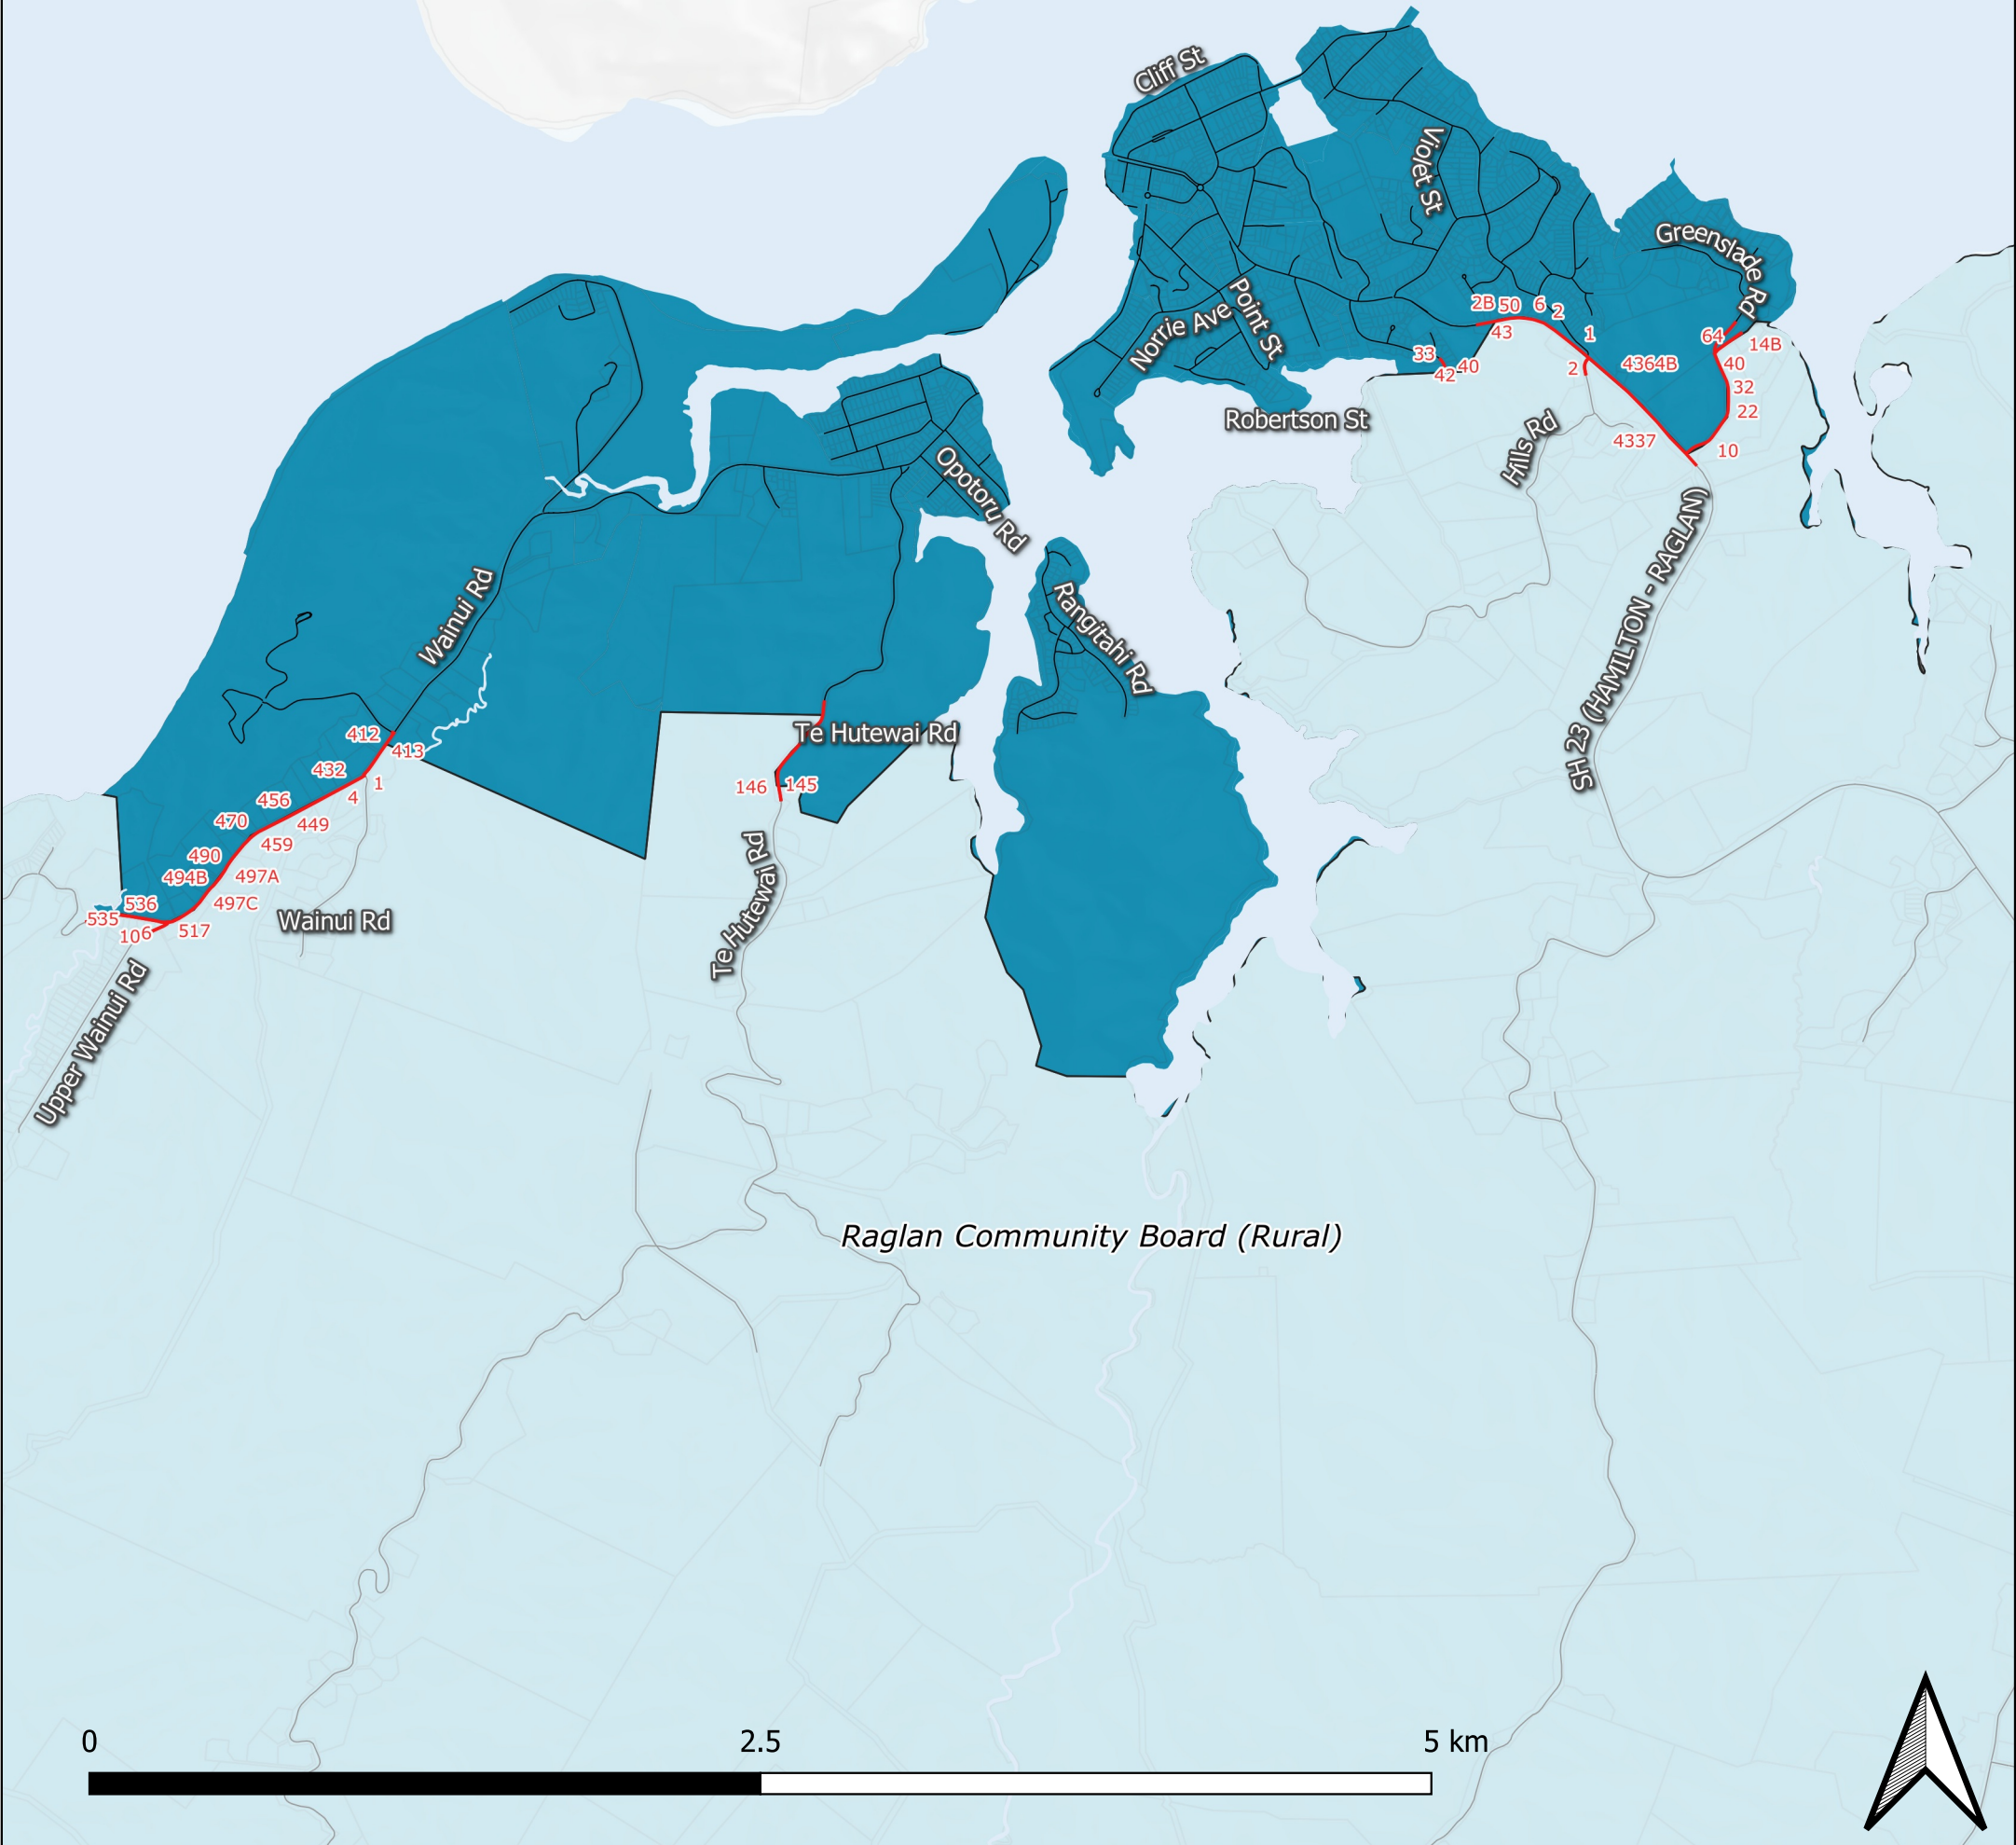 Cliff St
Violet St
Greenslade Rd
Norrie Ave
Point St
2B
50
6
2
1
43
33
42
40
2
4364B
64
14B
40
32
22
10
4337
Robertson St
Hills Rd
SH 23 (HAMILTON - RAGLAN)
Opotoru Rd
Rangitahi Rd
Wainui Rd
Te Hutewai Rd
146
145
Te Hutewai Rd
412
413
432
1
4
456
449
470
459
490
494B
497A
497C
536
535
106
517
Wainui Rd
Upper Wainui Rd
Raglan Community Board (Rural)
0
2.5
5 km